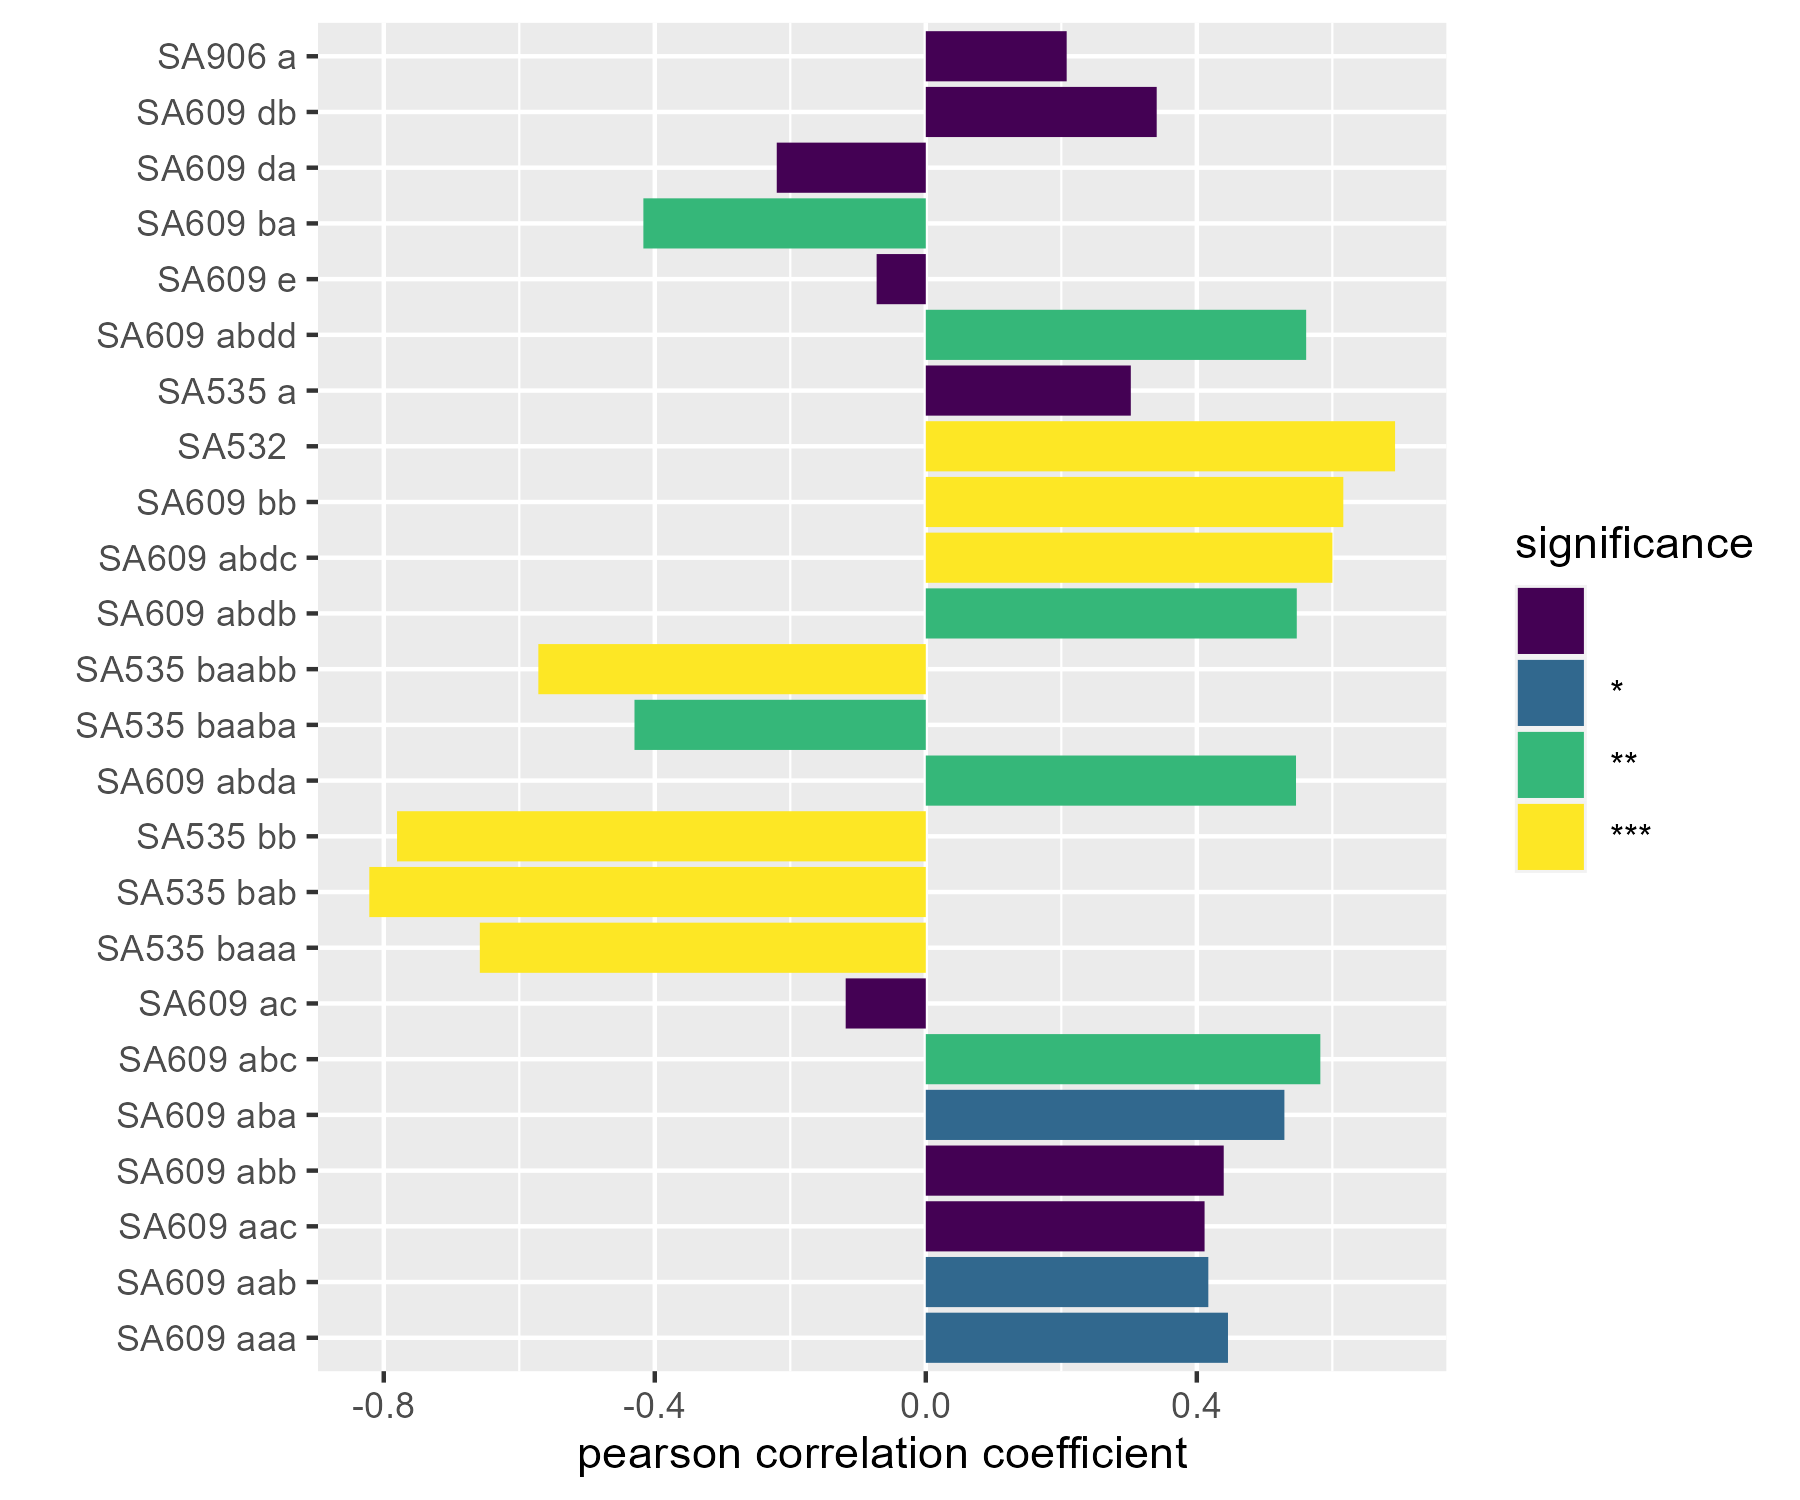 SA906 a
SA609 db
SA609 da
SA609 ba
SA609 e
SA609 abdd
SA535 a
SA532
SA609 bb
SA609 abdc
SA609 abdb
SA535 baabb
SA535 baaba
SA609 abda
SA535 bb
SA535 bab
SA535 baaa
SA609 ac
SA609 abc
SA609 aba
SA609 abb
SA609 aac
SA609 aab
SA609 aaa
-0.8 -0.4 0.0 0.4
pearson correlation coefficient
significance
*
**
***